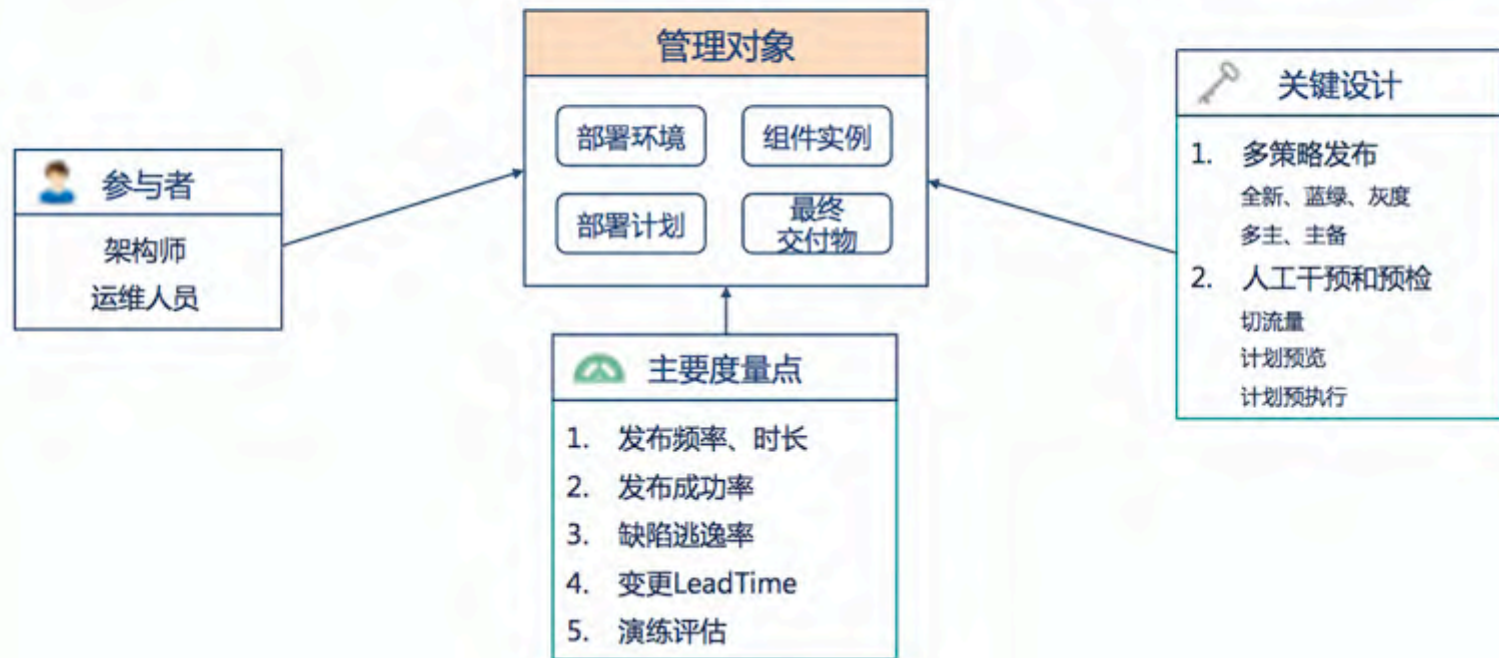 管理对象
部署环境
组件实例
部署计划
最终
交付物
参与者
架构师
运维人员
关键设计
1. 多策略发布
全新、蓝绿、灰度
多主、主备
2. 人工干预和预检
切流量
计划预览
计划预执行
主要度量点
1. 发布频率、时长
2. 发布成功率
3. 缺陷逃逸率
4. 变更LeadTime
5. 演练评估